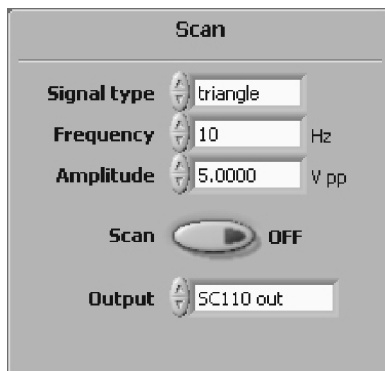 Scan
Signal type triangle
Frequency 10 Hz
Amplitude 5.0000 V pp
Scan OFF
Output SC110 out